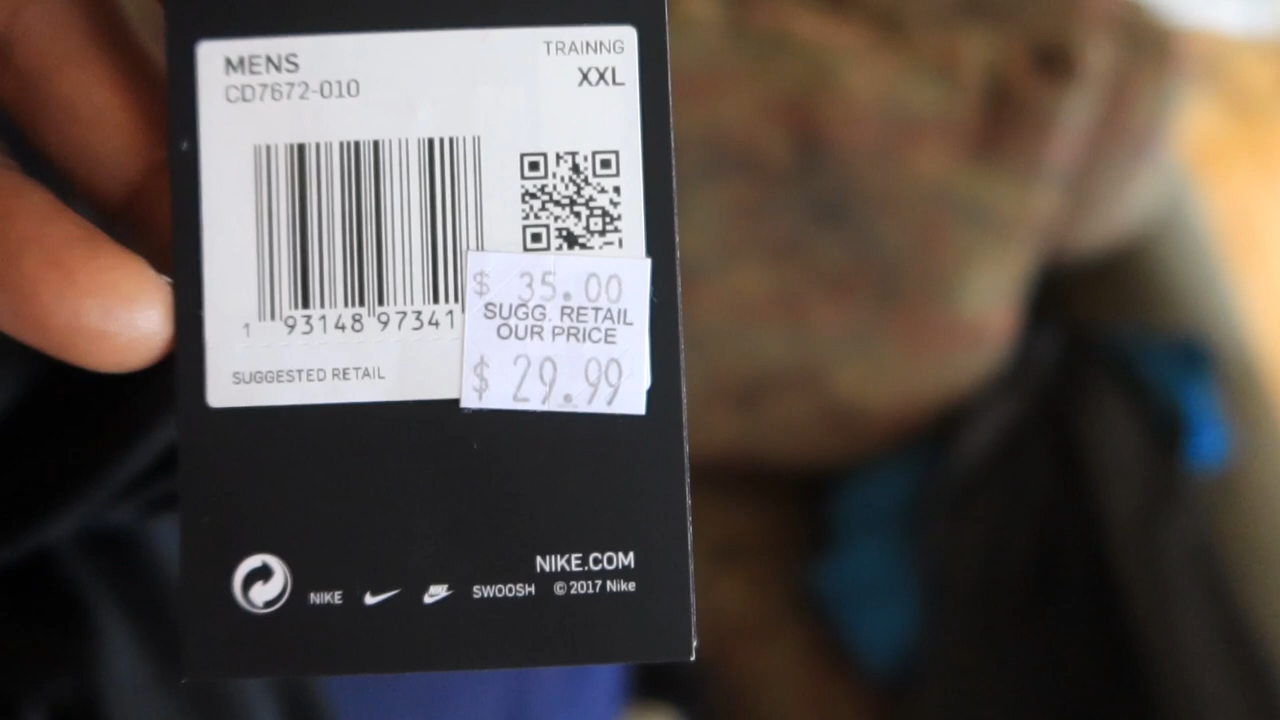 MENS
CD7672-010
TRAINNG
XXL
1 93148 97341
$ 35.00
SUGG. RETAIL
OUR PRICE
$ 29.99
SUGGESTED RETAIL
NIKE.COM
NIKE SWOOSH © 2017 Nike